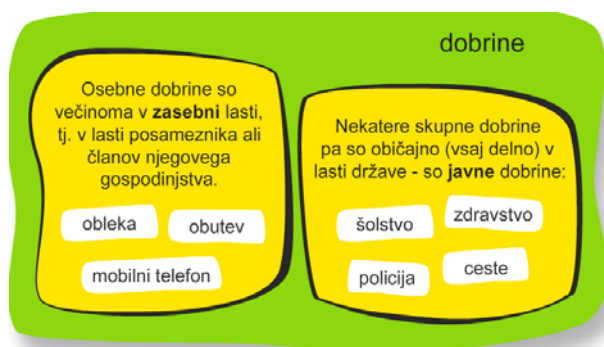 dobrine
Osebne dobrine so
večinoma v zasebni lasti,
tj. v lasti posameznika ali
članov njegovega
gospodinjstva.
obleka
obutev
mobilni telefon
Nekatere skupne dobrine
pa so običajno (vsaj delno) v
lasti države - so javne dobrine:
šolstvo
zdravstvo
policija
ceste